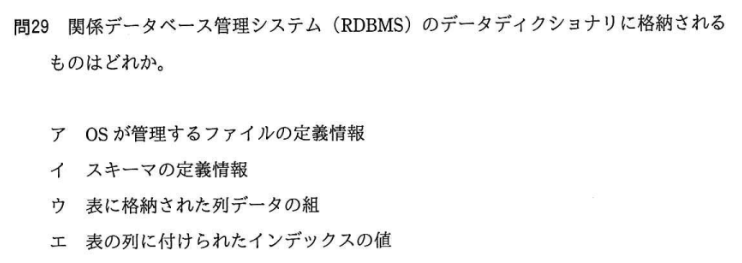 問29 関係データベース管理システム（RDBMS）のデータディクショナリに格納される
ものはどれか。
ア OSが管理するファイルの定義情報
イ スキーマの定義情報
ウ 表に格納された列データの組
エ 表の列に付けられたインデックスの値